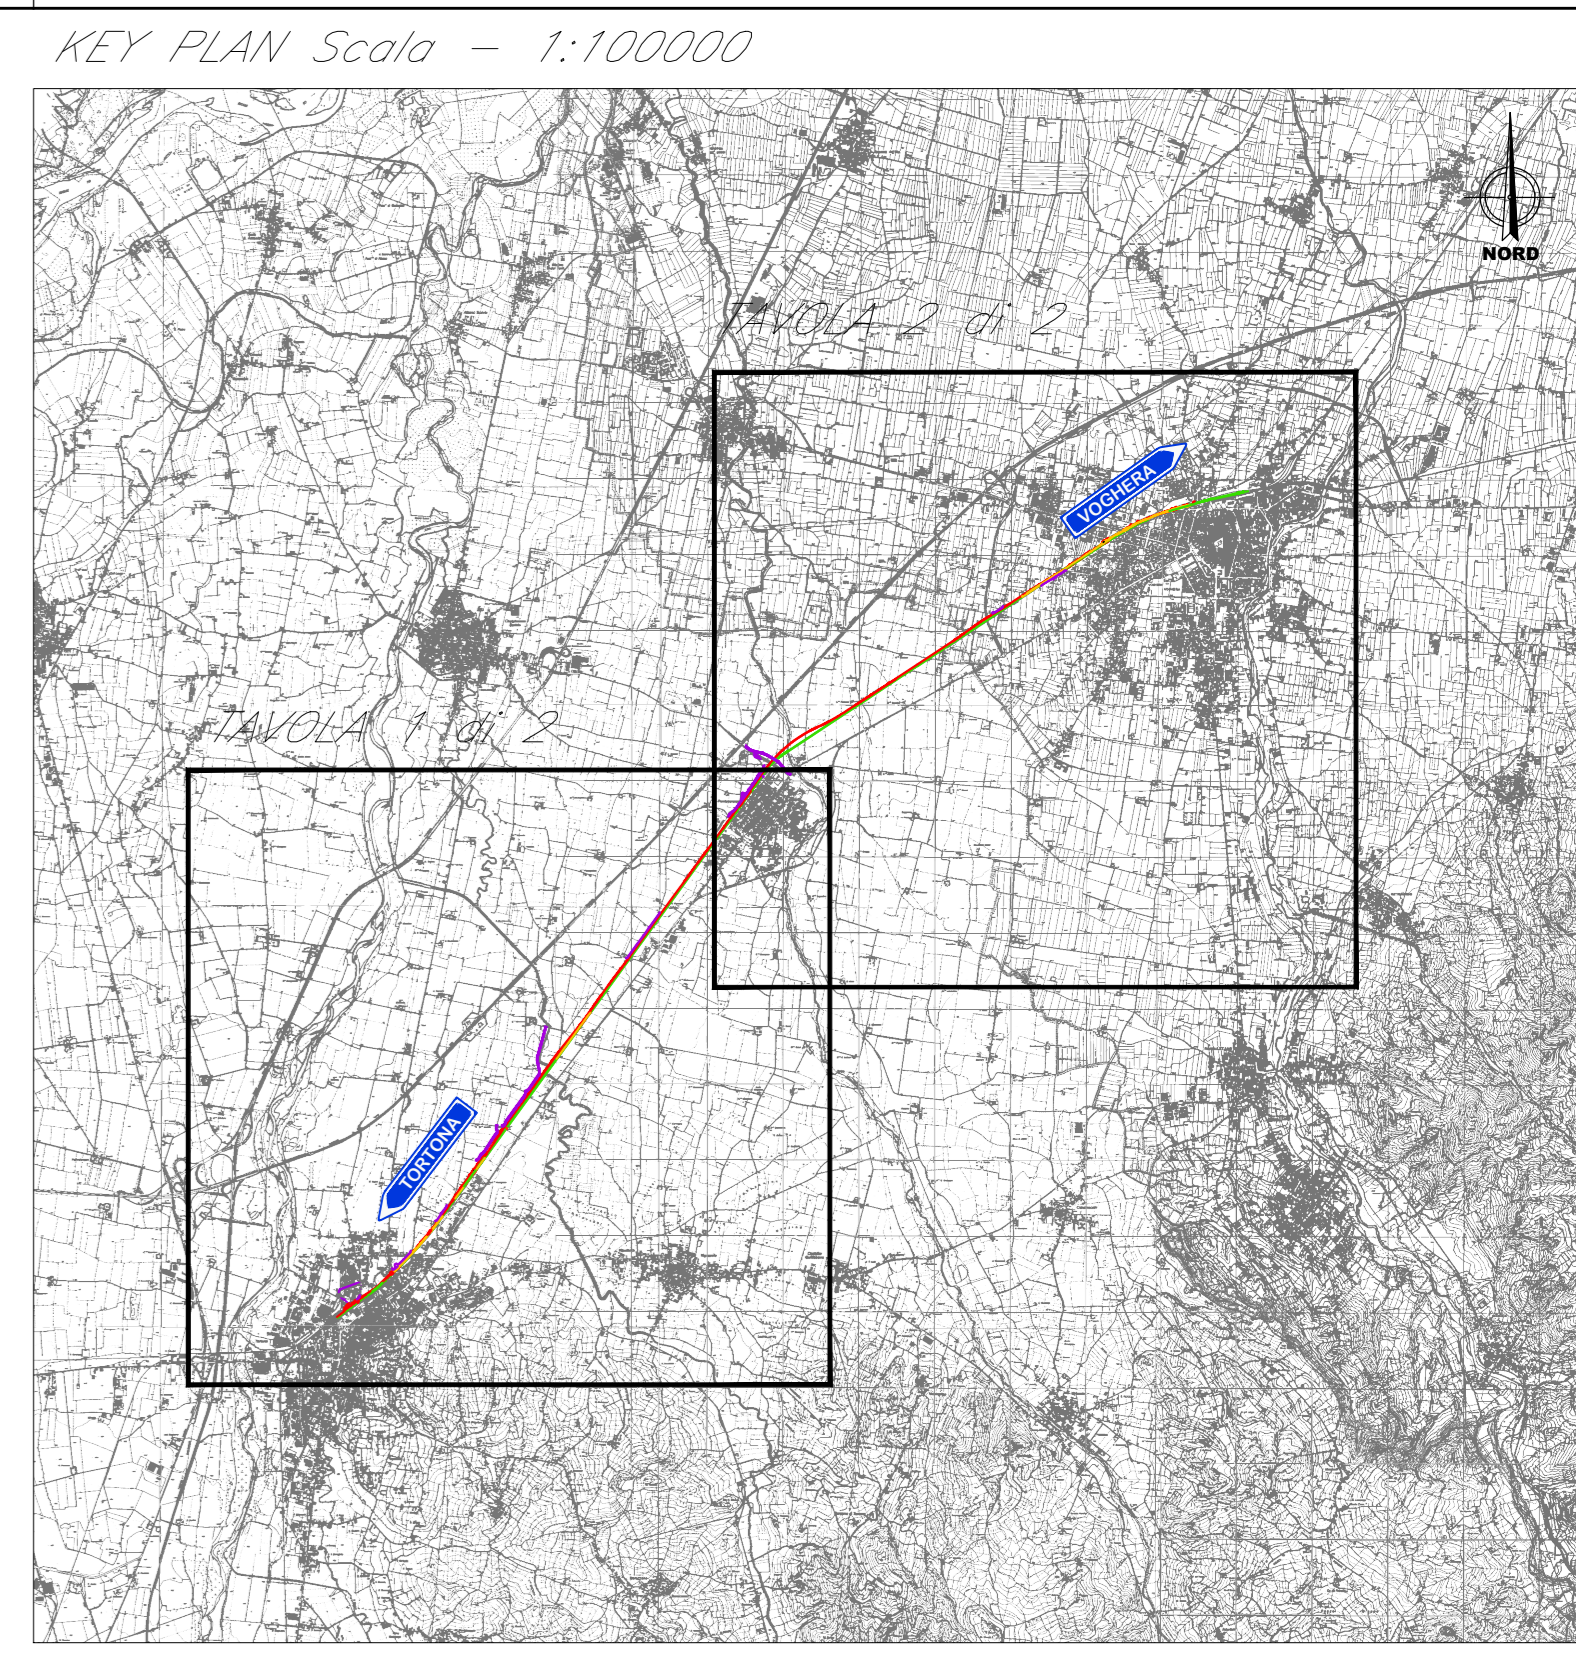 KEY PLAN Scala - 1:100000
NORD
TAVOLA 2 di 2
VOGHERA
TAVOLA 1 di 2
TORTONA